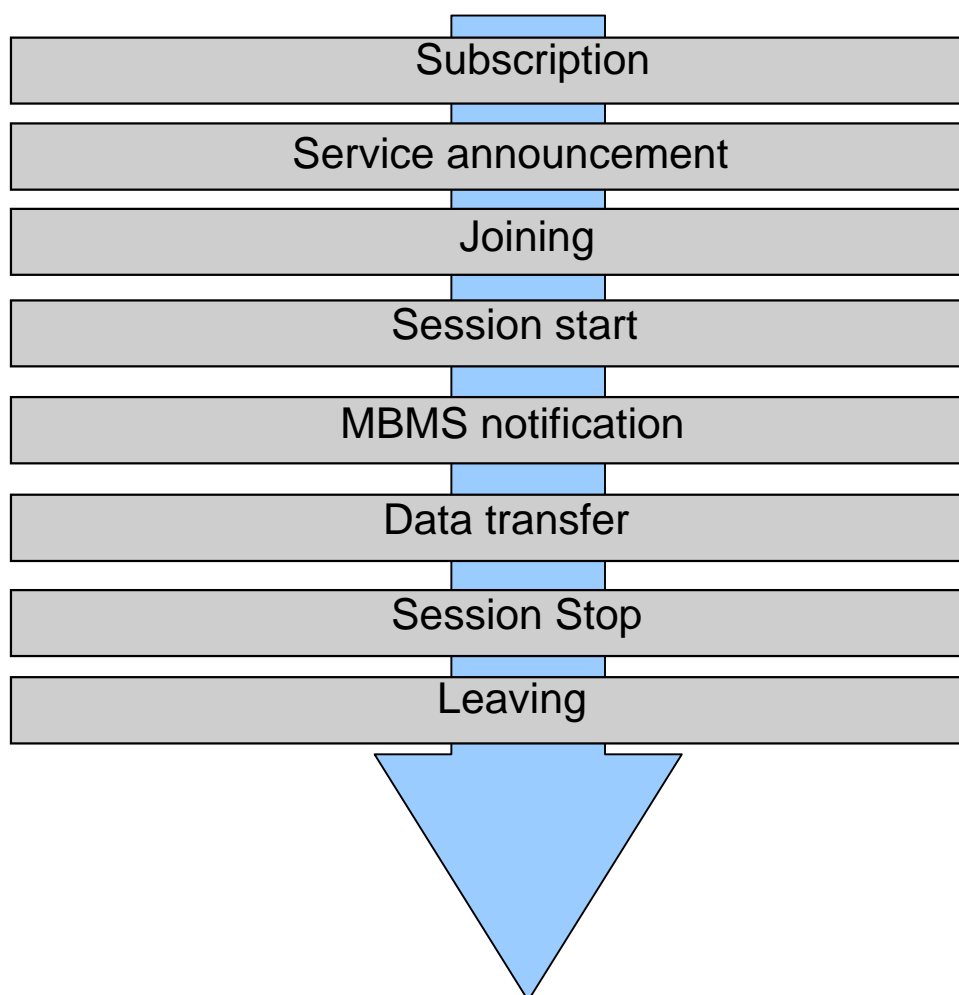 Subscription
Service announcement
Joining
Session start
MBMS notification
Data transfer
Session Stop
Leaving